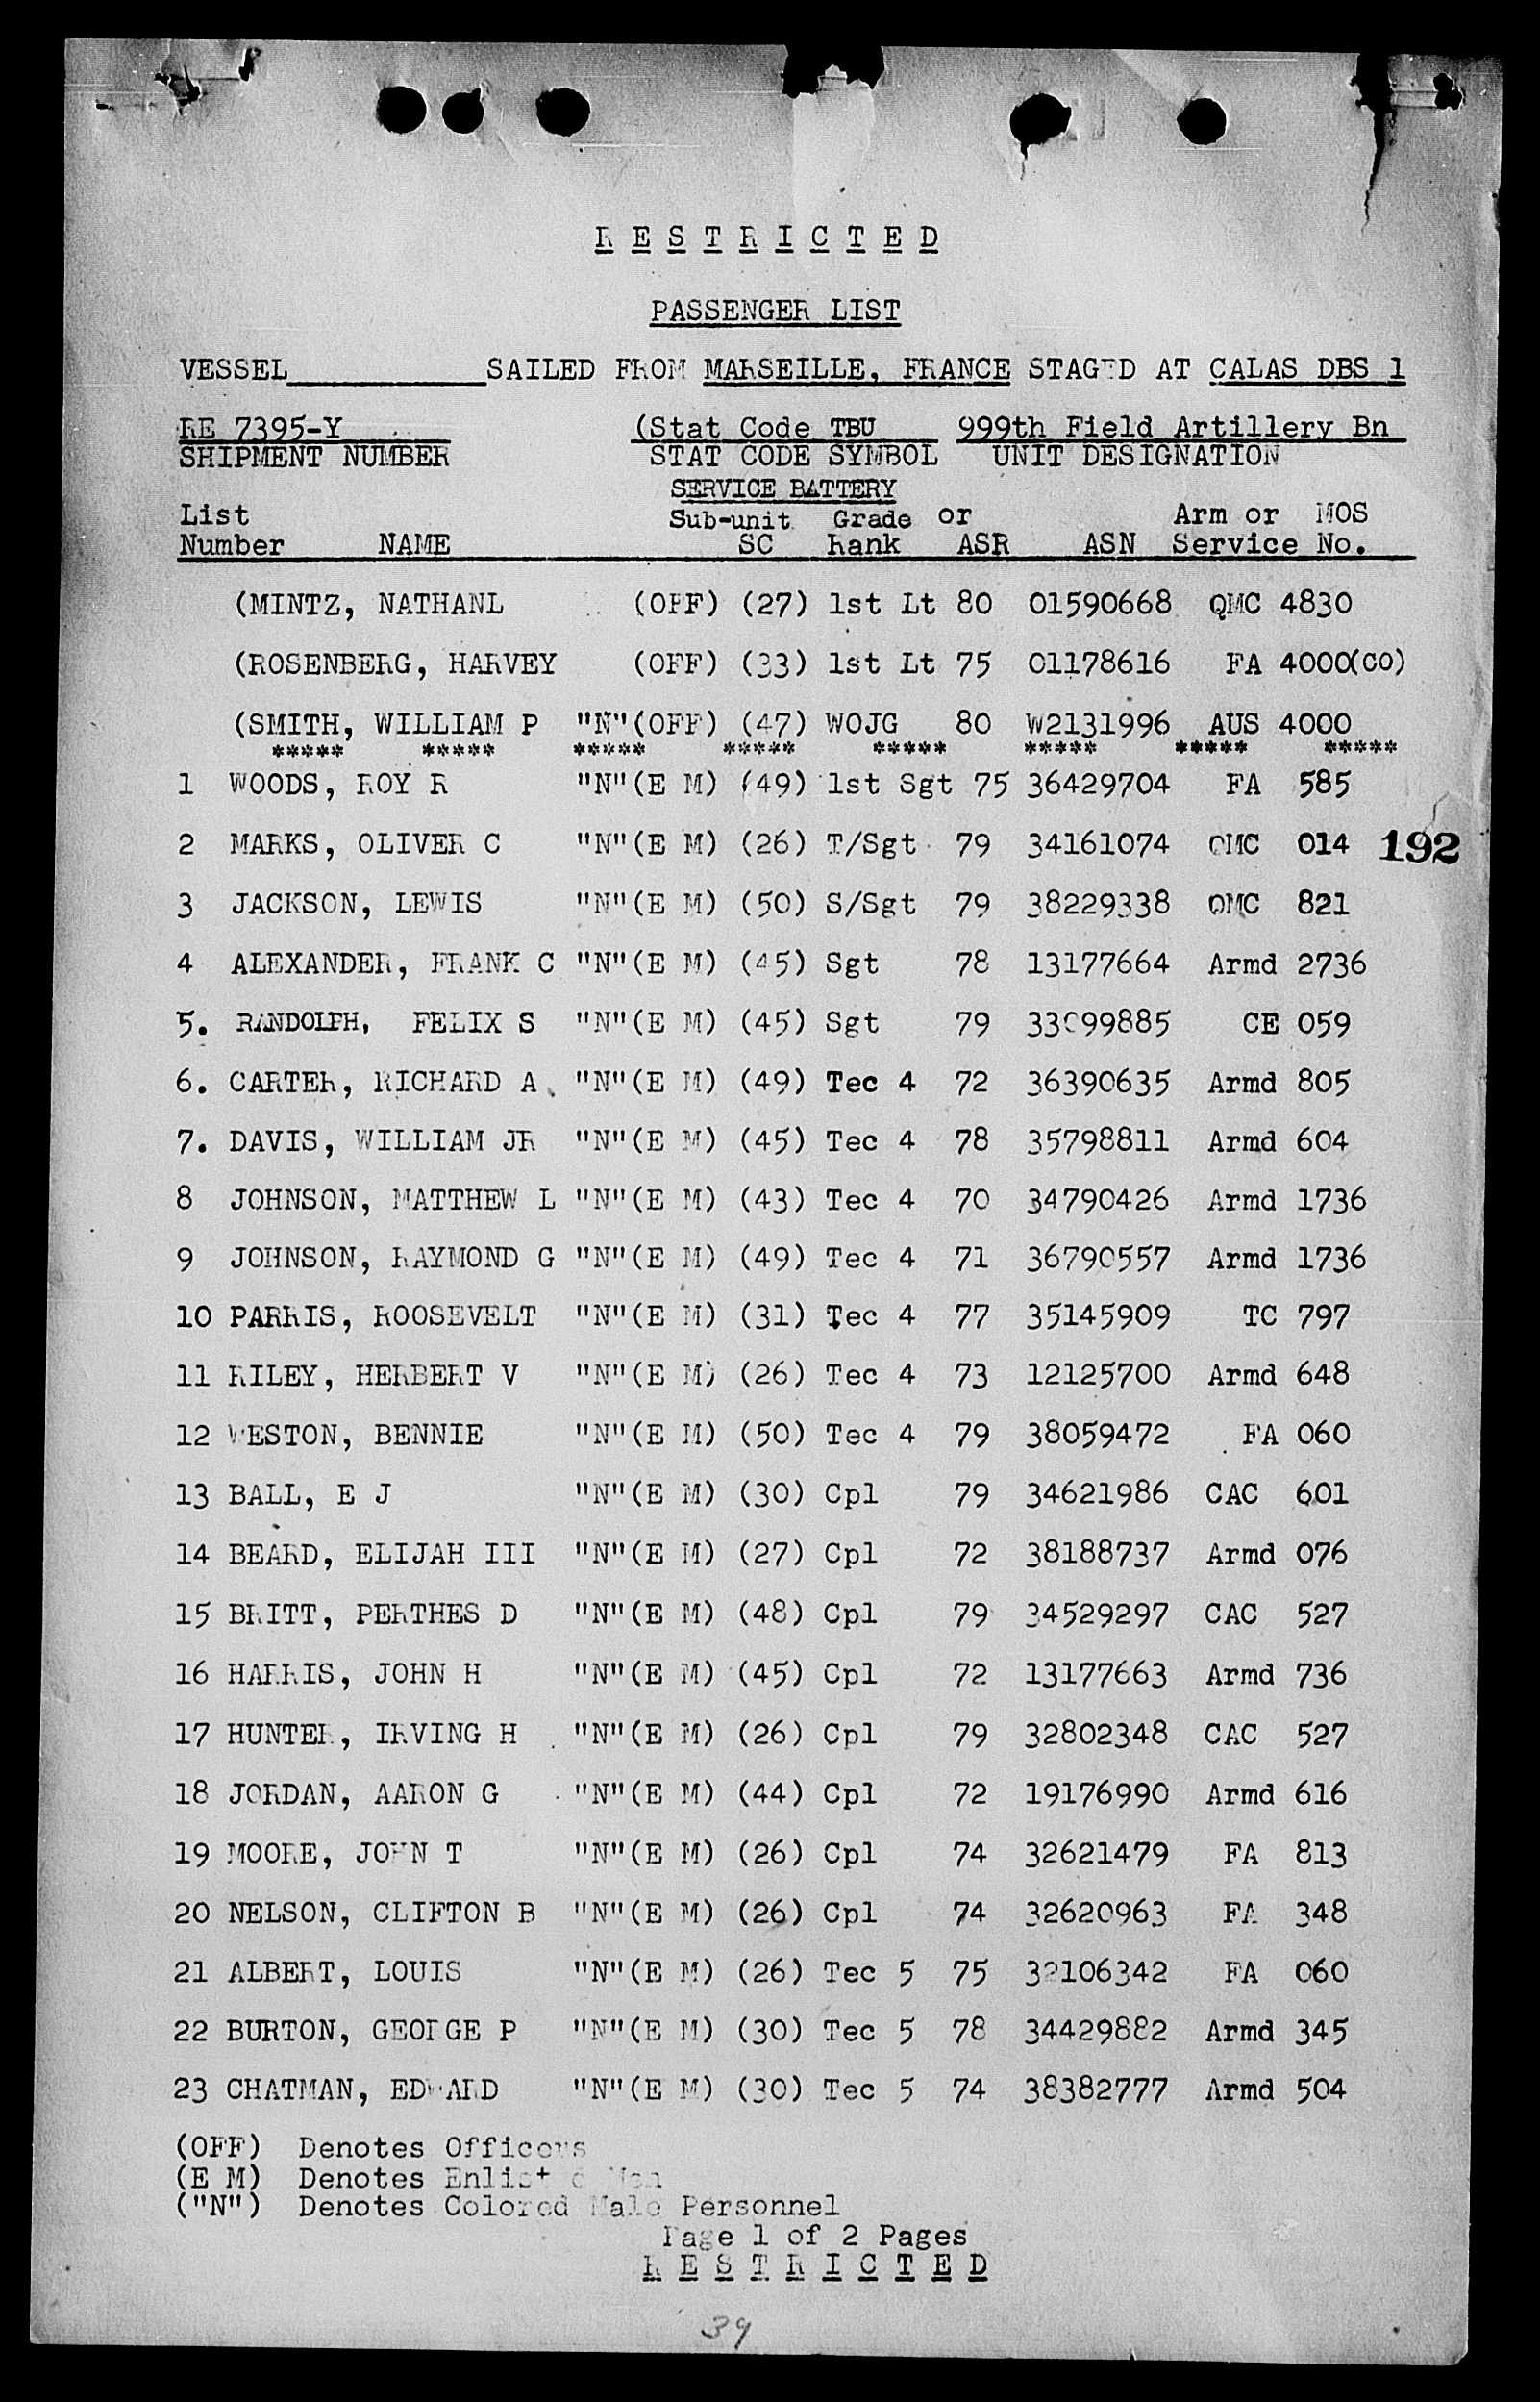 R E S T R I C T E D
PASSENGER LIST
VESSEL___________SAILED FROM MARSEILLE, FRANCE STAGED AT CALAS DBS 1
RE 7395-Y (Stat Code TBU 999th Field Artillery Bn
SHIPMENT NUMBER STAT CODE SYMBOL UNIT DESIGNATION
SERVICE BATTERY
List Sub-unit Grade or Arm or MOS
Number NAME SC Rank ASR ASN Service No.
(MINTZ, NATHANL (OFF) (27) 1st Lt 80 01590668 QMC 4830
(ROSENBERG, HARVEY (OFF) (33) 1st Lt 75 01178616 FA 4000(CO)
(SMITH, WILLIAM P "N"(OFF) (47) WOJG 80 W2131996 AUS 4000
***** ***** ***** ***** ***** ***** ***** *****
1 WOODS, ROY R "N"(E M) (49) 1st Sgt 75 36429704 FA 585
2 MARKS, OLIVER C "N"(E M) (26) T/Sgt 79 34161074 QMC 014 192
3 JACKSON, LEWIS "N"(E M) (50) S/Sgt 79 38229338 QMC 821
4 ALEXANDER, FRANK C "N"(E M) (45) Sgt 78 13177664 Armd 2736
5. RANDOLPH, FELIX S "N"(E M) (45) Sgt 79 33099885 CE 059
6. CARTER, RICHARD A. "N"(E M) (49) Tec 4 72 36390635 Armd 805
7. DAVIS, WILLIAM JR "N"(E M) (45) Tec 4 78 35798811 Armd 604
8 JOHNSON, MATTHEW L "N"(E M) (43) Tec 4 70 34790426 Armd 1736
9 JOHNSON, RAYMOND G "N"(E M) (49) Tec 4 71 36790557 Armd 1736
10 PARRIS, ROOSEVELT "N"(E M) (31) Tec 4 77 35145909 TC 797
11 RILEY, HERBERT V "N"(E M) (26) Tec 4 73 12125700 Armd 648
12 WESTON, BENNIE "N"(E M) (50) Tec 4 79 38059472 FA 060
13 BALL, E J "N"(E M) (30) Cpl 79 34621986 CAC 601
14 BEARD, ELIJAH III "N"(E M) (27) Cpl 72 38188737 Armd 076
15 BRITT, PERTHES D "N"(E M) (48) Cpl 79 34529297 CAC 527
16 HARRIS, JOHN H "N"(E M) (45) Cpl 72 13177663 Armd 736
17 HUNTER, IRVING H "N"(E M) (26) Cpl 79 32802348 CAC 527
18 JORDAN, AARON G "N"(E M) (44) Cpl 72 19176990 Armd 616
19 MOORE, JOHN T "N"(E M) (26) Cpl 74 32621479 FA 813
20 NELSON, CLIFTON B "N"(E M) (26) Cpl 74 32620963 FA 348
21 ALBERT, LOUIS "N"(E M) (26) Tec 5 75 32106342 FA 060
22 BURTON, GEORGE P "N"(E M) (30) Tec 5 78 34429882 Armd 345
23 CHATMAN, EDWARD "N"(E M) (30) Tec 5 74 38382777 Armd 504
(OFF) Denotes Officers
(E M) Denotes Enlisted Men
("N") Denotes Colored Male Personnel
Page 1 of 2 Pages
R E S T R I C T E D
39